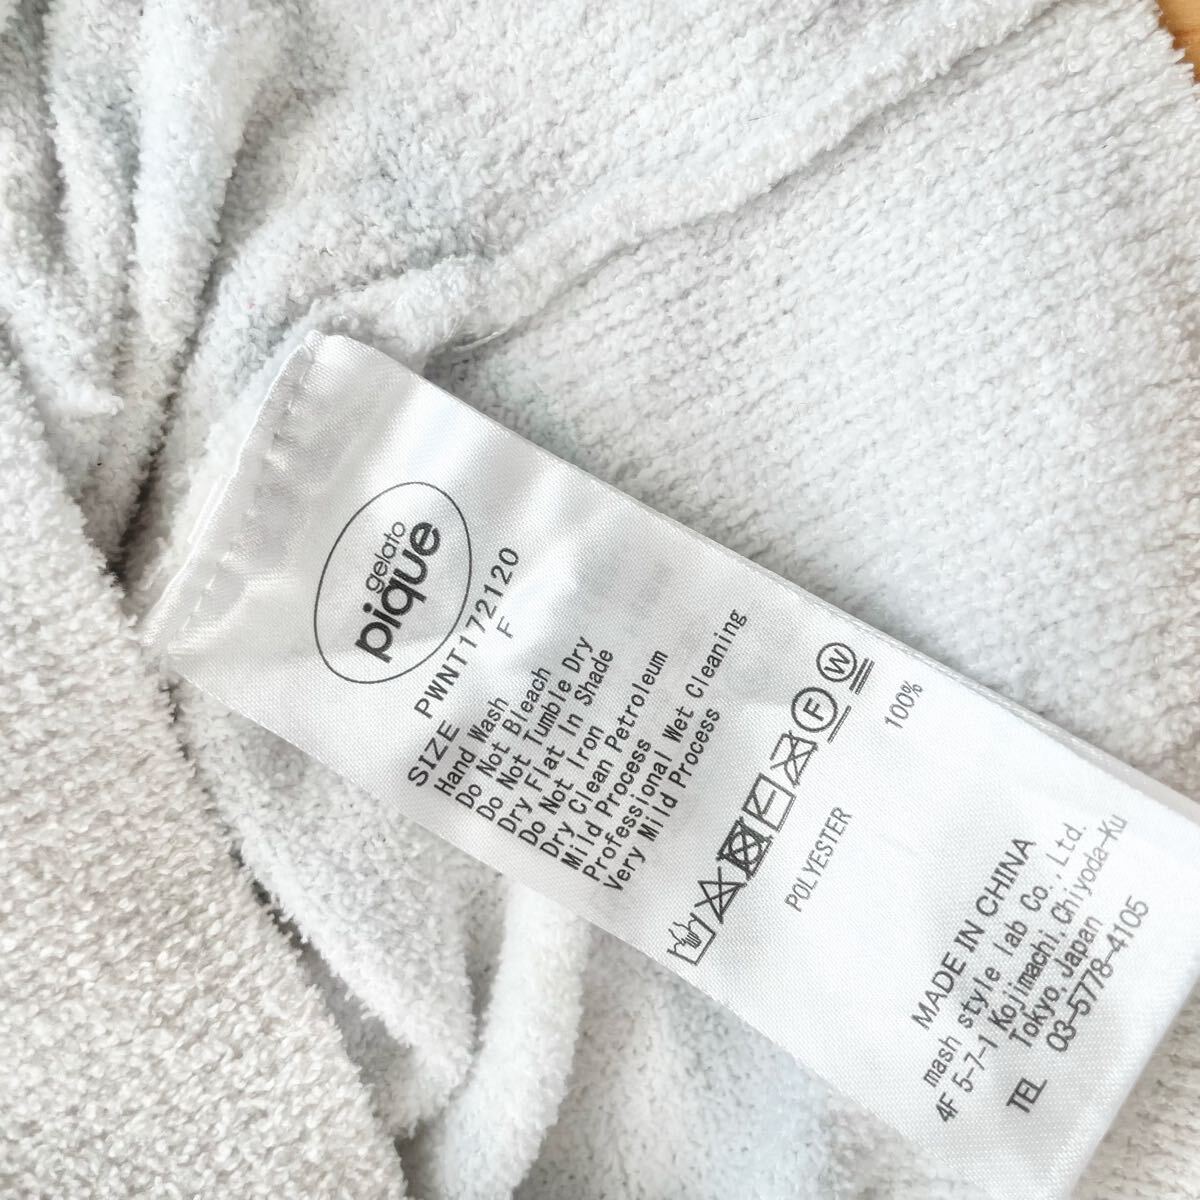 gelato
pique
PWNT172120
SIZE F
Hand Wash
Do Not Bleach
Do Not Tumble Dry
Dry Flat In Shade
Do Not Iron
Dry Clean Petroleum
Mild Process
Professional Wet Cleaning
Very Mild Process
F W
POLYESTER 100%
MADE IN CHINA
mash style lab Co., Ltd.
4F 5-7-1 Kojimachi, Chiyoda-Ku
Tokyo, Japan
TEL 03-5778-4105